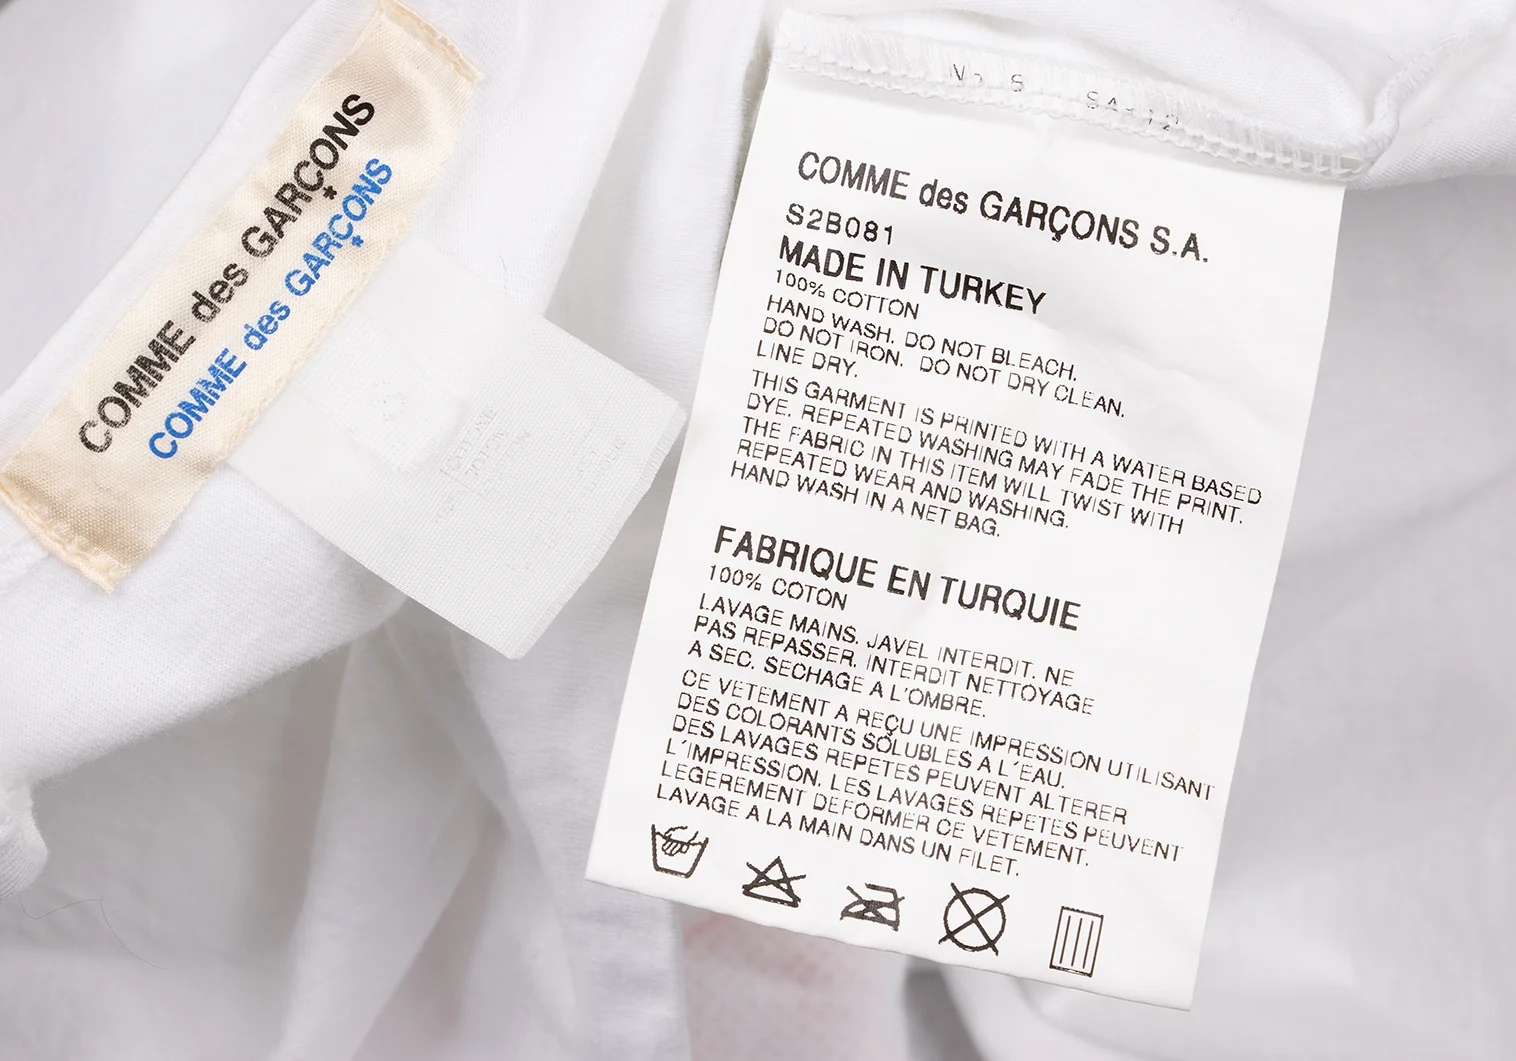 COMME des GARÇONS
COMME des GARÇONS
COMME des GARÇONS S.A.
S2B081
MADE IN TURKEY
100% COTTON
HAND WASH. DO NOT BLEACH.
DO NOT IRON. DO NOT DRY CLEAN.
LINE DRY.
THIS GARMENT IS PRINTED WITH A WATER BASED
DYE. REPEATED WASHING MAY FADE THE PRINT.
THE FABRIC IN THIS ITEM WILL TWIST WITH
REPEATED WEAR AND WASHING.
HAND WASH IN A NET BAG.
FABRIQUE EN TURQUIE
100% COTON
LAVAGE MAINS. JAVEL INTERDIT. NE
PAS REPASSER. INTERDIT NETTOYAGE
A SEC. SECHAGE A L'OMBRE.
CE VETEMENT A REÇU UNE IMPRESSION UTILISANT
DES COLORANTS SOLUBLES A L'EAU.
DES LAVAGES REPETES PEUVENT ALTERER
L'IMPRESSION. LES LAVAGES REPETES PEUVENT
LEGEREMENT DEFORMER CE VETEMENT.
LAVAGE A LA MAIN DANS UN FILET.